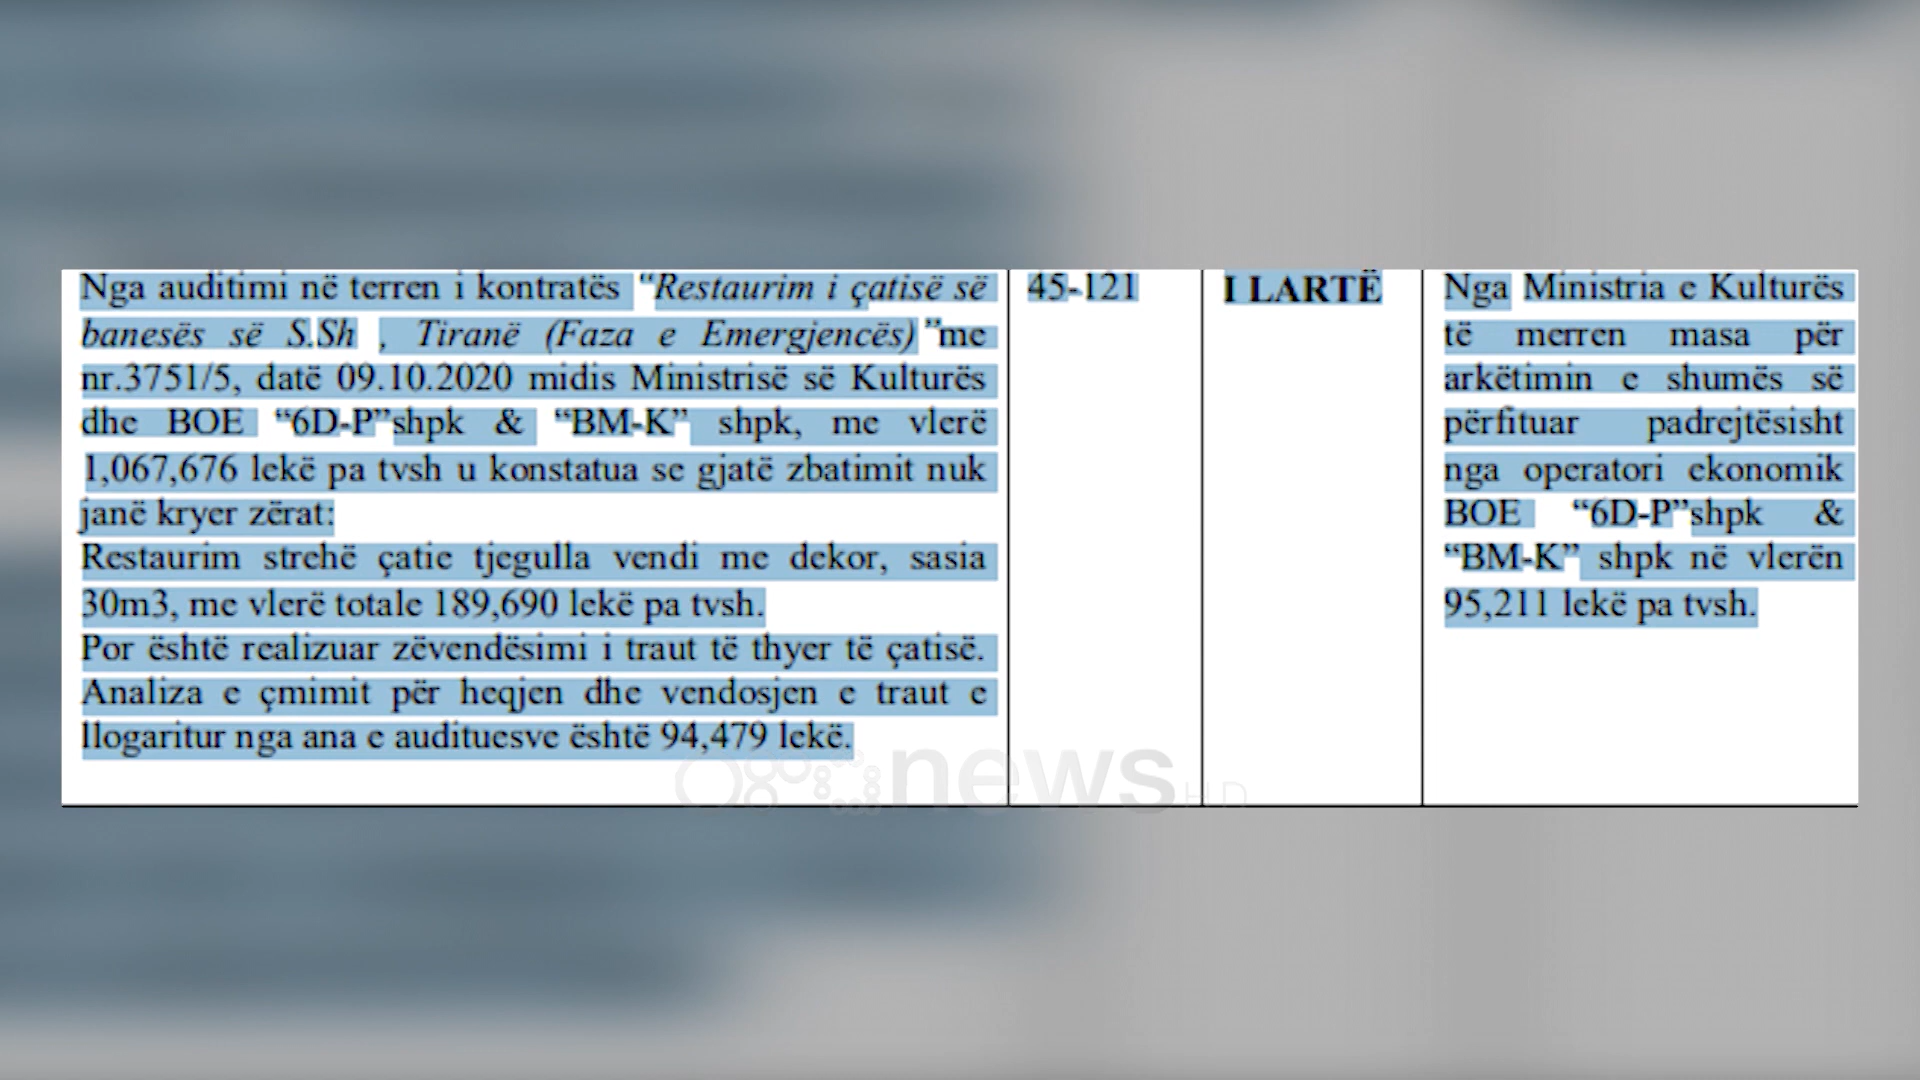 Nga auditimi në terren i kontratës “Restaurim i çatisë së
banesës së S.Sh , Tiranë (Faza e Emergjencës) ”me
nr.3751/5, datë 09.10.2020 midis Ministrisë së Kulturës
dhe BOE “6D-P”shpk & “BM-K” shpk, me vlerë
1,067,676 lekë pa tvsh u konstatua se gjatë zbatimit nuk
janë kryer zërat:
Restaurim strehë çatie tjegulla vendi me dekor, sasia
30m3, me vlerë totale 189,690 lekë pa tvsh.
Por është realizuar zëvendësimi i traut të thyer të çatisë.
Analiza e çmimit për heqjen dhe vendosjen e traut e
llogaritur nga ana e audituesve është 94,479 lekë.
45-121
I LARTË
Nga Ministria e Kulturës
të merren masa për
arkëtimin e shumës së
përfituar padrejtësisht
nga operatori ekonomik
BOE “6D-P”shpk &
“BM-K” shpk në vlerën
95,211 lekë pa tvsh.
news HD